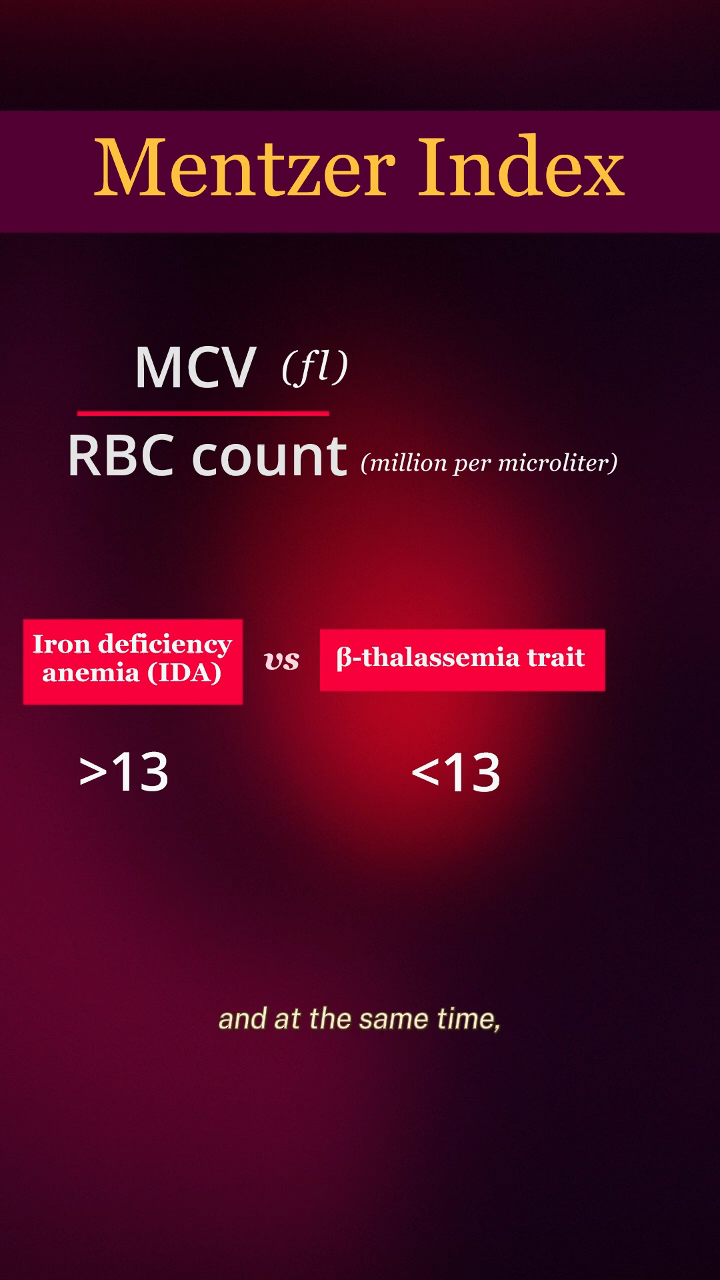 Mentzer Index
MCV (fl)
RBC count (million per microliter)
Iron deficiency
anemia (IDA)
vs
β-thalassemia trait
>13
<13
and at the same time,